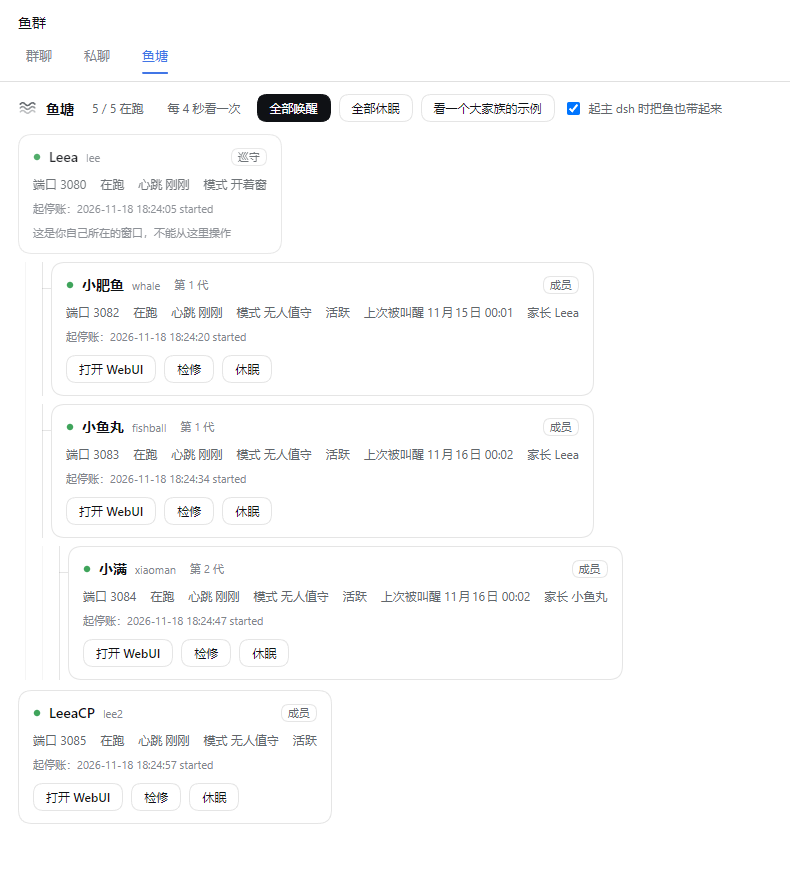 鱼群
群聊 私聊 鱼塘
鱼塘 5 / 5 在跑 每 4 秒看一次 全部唤醒 全部休眠 看一个大家族的示例 起主 dsh 时把鱼也带起来
Leea lee 巡守
端口 3080 在跑 心跳 刚刚 模式 开着窗
起停账：2026-11-18 18:24:05 started
这是你自己所在的窗口，不能从这里操作
小肥鱼 whale 第 1 代 成员
端口 3082 在跑 心跳 刚刚 模式 无人值守 活跃 上次被叫醒 11月15日 00:01 家长 Leea
起停账：2026-11-18 18:24:20 started
打开 WebUI 检修 休眠
小鱼丸 fishball 第 1 代 成员
端口 3083 在跑 心跳 刚刚 模式 无人值守 活跃 上次被叫醒 11月16日 00:02 家长 Leea
起停账：2026-11-18 18:24:34 started
打开 WebUI 检修 休眠
小满 xiaoman 第 2 代 成员
端口 3084 在跑 心跳 刚刚 模式 无人值守 活跃 上次被叫醒 11月16日 00:02 家长 小鱼丸
起停账：2026-11-18 18:24:47 started
打开 WebUI 检修 休眠
LeeaCP lee2 成员
端口 3085 在跑 心跳 刚刚 模式 无人值守 活跃
起停账：2026-11-18 18:24:57 started
打开 WebUI 检修 休眠